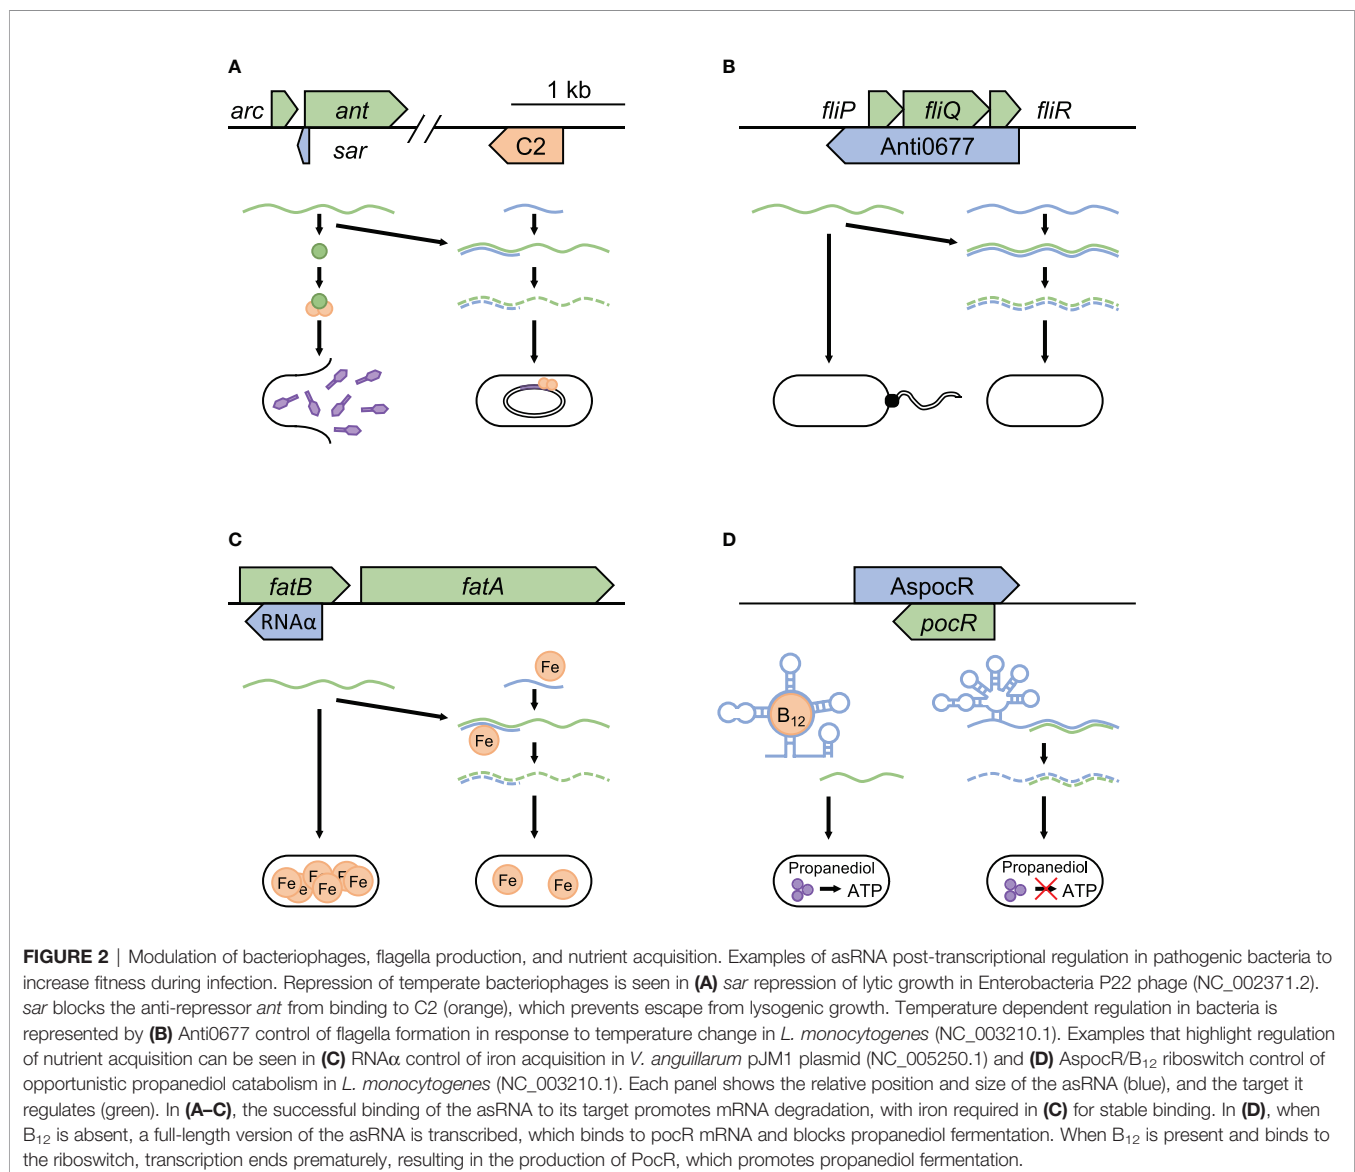 A
arc
ant
sar
1 kb
C2
B
fliP
fliQ
fliR
Anti0677
C
fatB
fatA
RNAα
Fe
Fe
Fe
e
F
Fe
F
Fe
Fe
Fe
D
AspocR
pocR
B12
Propanediol
ATP
Propanediol
ATP
FIGURE 2 | Modulation of bacteriophages, flagella production, and nutrient acquisition. Examples of asRNA post-transcriptional regulation in pathogenic bacteria to
increase fitness during infection. Repression of temperate bacteriophages is seen in (A) sar repression of lytic growth in Enterobacteria P22 phage (NC_002371.2).
sar blocks the anti-repressor ant from binding to C2 (orange), which prevents escape from lysogenic growth. Temperature dependent regulation in bacteria is
represented by (B) Anti0677 control of flagella formation in response to temperature change in L. monocytogenes (NC_003210.1). Examples that highlight regulation
of nutrient acquisition can be seen in (C) RNAα control of iron acquisition in V. anguillarum pJM1 plasmid (NC_005250.1) and (D) AspocR/B12 riboswitch control of
opportunistic propanediol catabolism in L. monocytogenes (NC_003210.1). Each panel shows the relative position and size of the asRNA (blue), and the target it
regulates (green). In (A–C), the successful binding of the asRNA to its target promotes mRNA degradation, with iron required in (C) for stable binding. In (D), when
B12 is absent, a full-length version of the asRNA is transcribed, which binds to pocR mRNA and blocks propanediol fermentation. When B12 is present and binds to
the riboswitch, transcription ends prematurely, resulting in the production of PocR, which promotes propanediol fermentation.